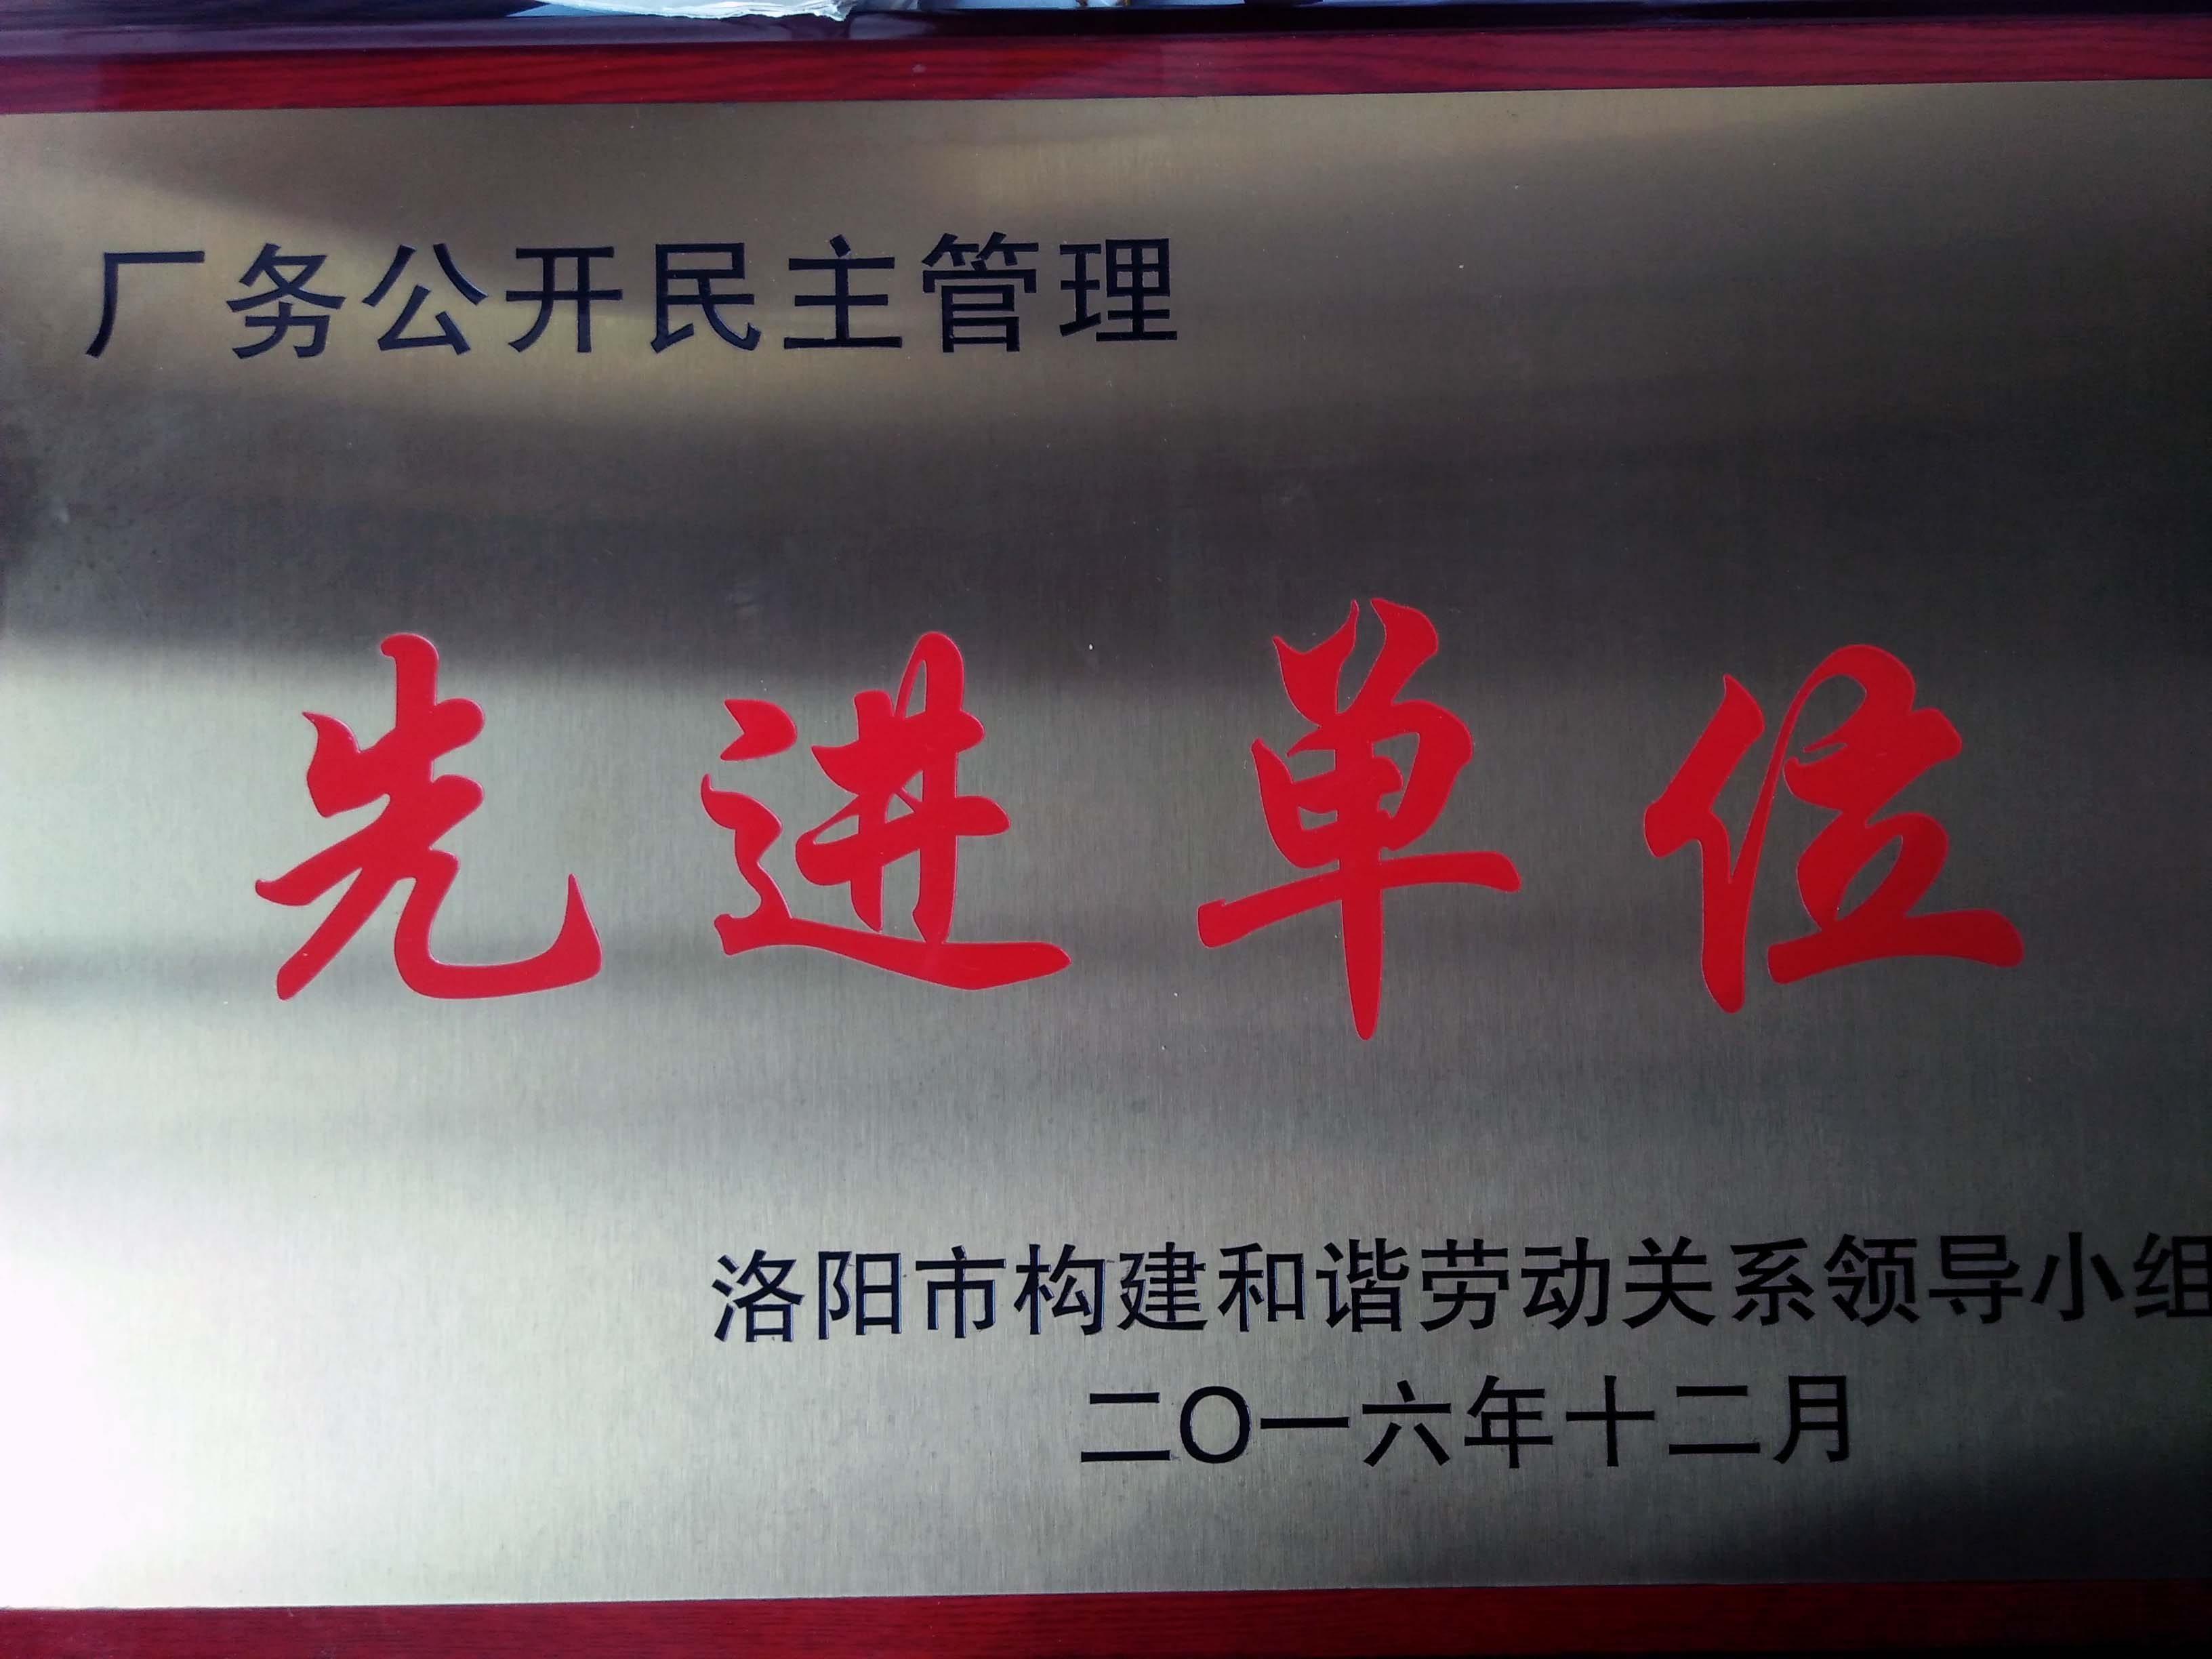 厂务公开民主管理
先进单位
洛阳市构建和谐劳动关系领导小组
二〇一六年十二月